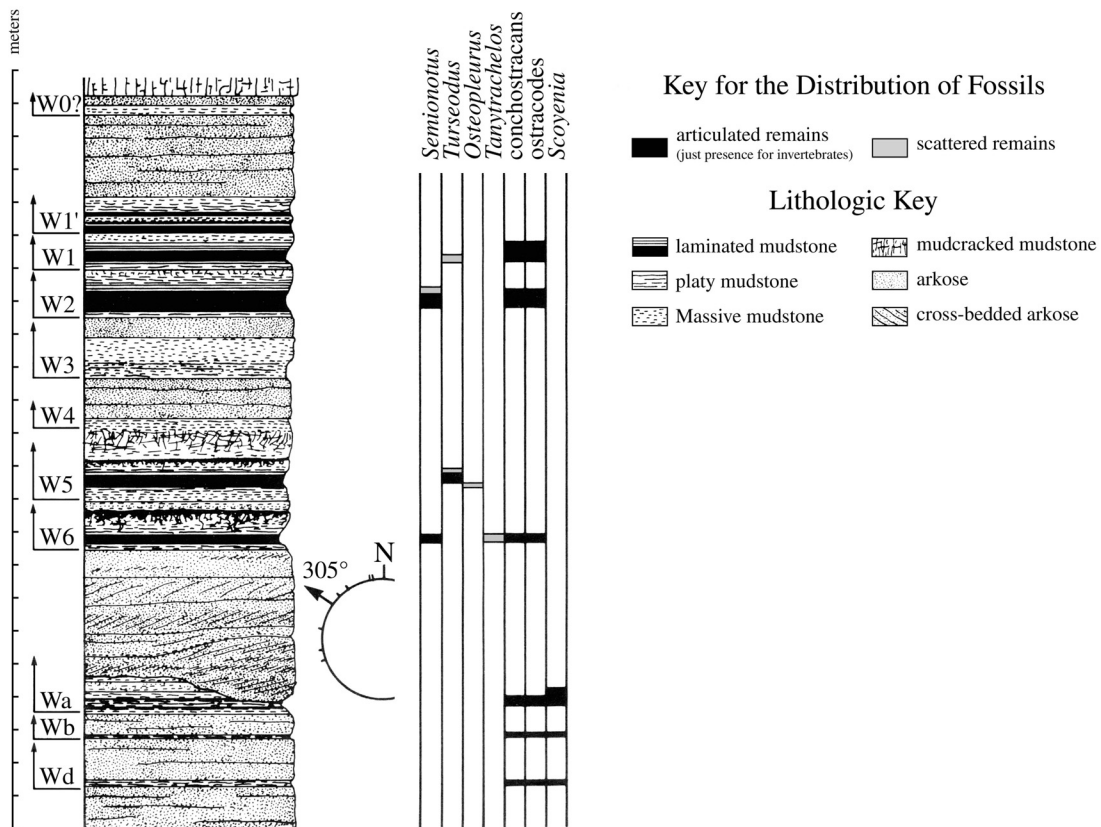 meters
W0?
W1'
W1
W2
W3
W4
W5
W6
Wa
Wb
Wd
305°
N
Semionotus
Turseodus
Osteopleurus
Tanytrachelos
conchostracans
ostracodes
Scoyenia
Key for the Distribution of Fossils
articulated remains
(just presence for invertebrates)
scattered remains
Lithologic Key
laminated mudstone
mudcracked mudstone
platy mudstone
arkose
Massive mudstone
cross-bedded arkose